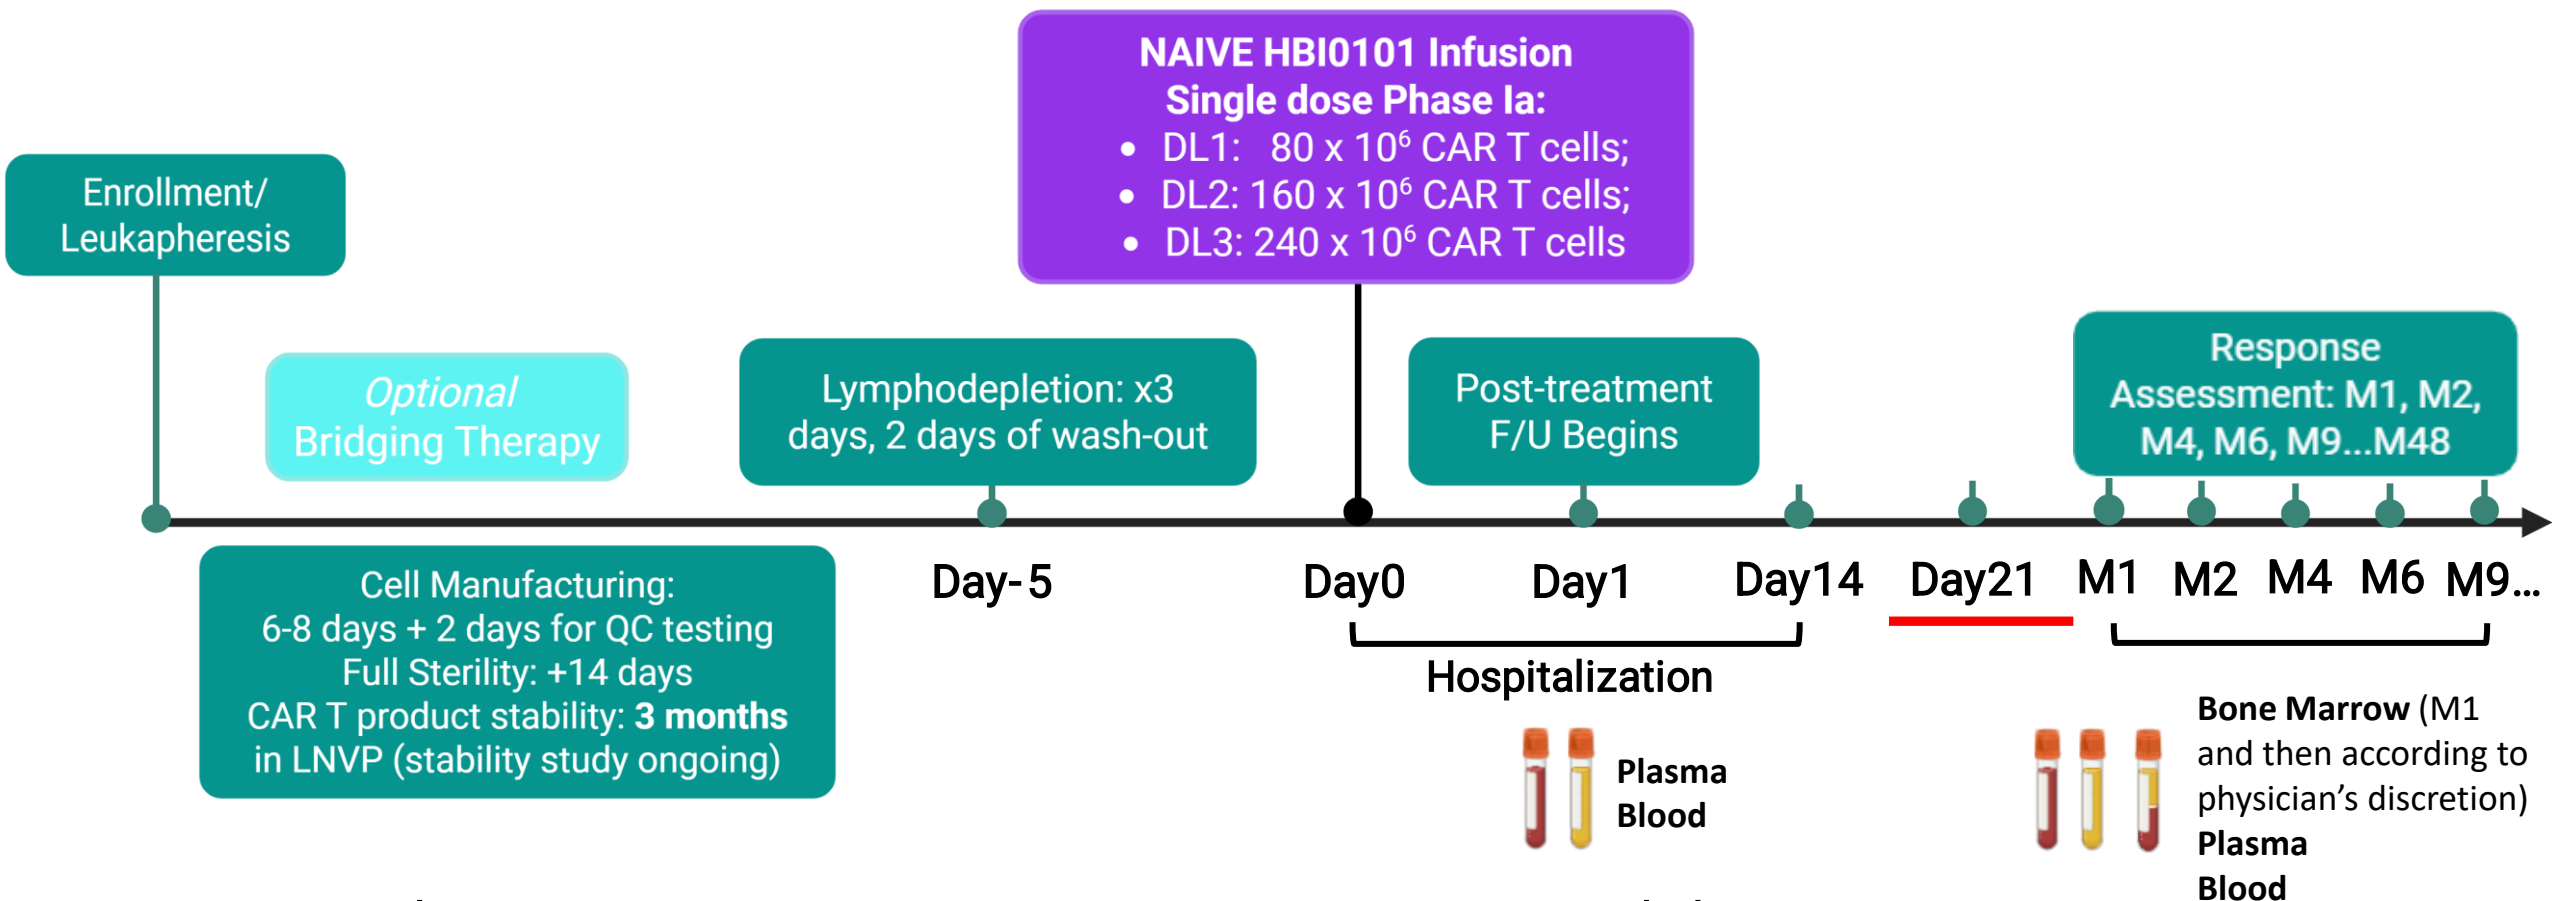 NAIVE HBI0101 Infusion
Single dose Phase Ia:
• DL1: 80 x 10⁶ CAR T cells;
• DL2: 160 x 10⁶ CAR T cells;
• DL3: 240 x 10⁶ CAR T cells
Enrollment/
Leukapheresis
Optional
Bridging Therapy
Lymphodepletion: x3
days, 2 days of wash-out
Post-treatment
F/U Begins
Response
Assessment: M1, M2,
M4, M6, M9...M48
Cell Manufacturing:
6-8 days + 2 days for QC testing
Full Sterility: +14 days
CAR T product stability: 3 months
in LNVP (stability study ongoing)
Day-5
Day0
Day1
Day14
Day21
M1
M2
M4
M6
M9...
Hospitalization
Plasma
Blood
Bone Marrow (M1
and then according to
physician’s discretion)
Plasma
Blood